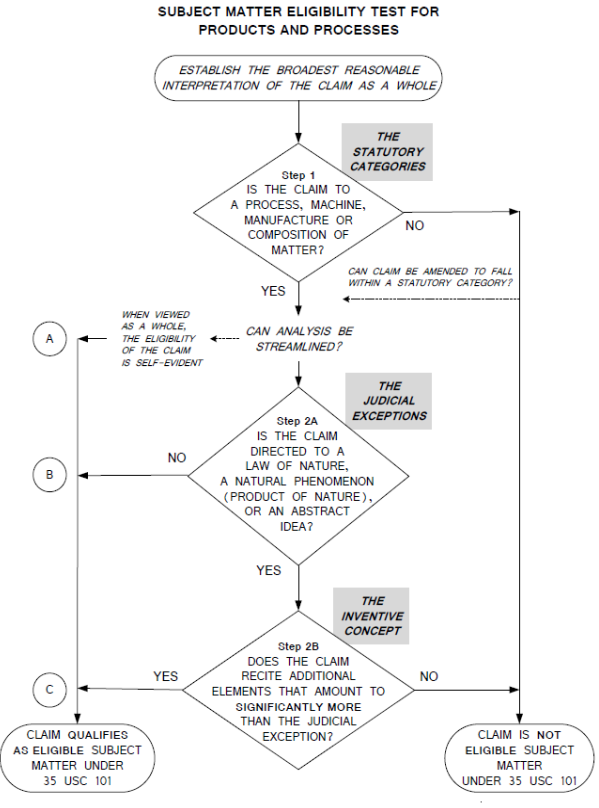 SUBJECT MATTER ELIGIBILITY TEST FOR
PRODUCTS AND PROCESSES
ESTABLISH THE BROADEST REASONABLE
INTERPRETATION OF THE CLAIM AS A WHOLE
THE
STATUTORY
CATEGORIES
Step 1
IS THE CLAIM TO
A PROCESS, MACHINE,
MANUFACTURE OR
COMPOSITION OF
MATTER?
NO
YES
CAN CLAIM BE AMENDED TO FALL
WITHIN A STATUTORY CATEGORY?
WHEN VIEWED
AS A WHOLE,
THE ELIGIBILITY
OF THE CLAIM
IS SELF-EVIDENT
A
CAN ANALYSIS BE
STREAMLINED?
THE
JUDICIAL
EXCEPTIONS
Step 2A
IS THE CLAIM
DIRECTED TO A
LAW OF NATURE,
A NATURAL PHENOMENON
(PRODUCT OF NATURE),
OR AN ABSTRACT
IDEA?
NO
B
YES
THE
INVENTIVE
CONCEPT
Step 2B
DOES THE CLAIM
RECITE ADDITIONAL
ELEMENTS THAT AMOUNT TO
SIGNIFICANTLY MORE
THAN THE JUDICIAL
EXCEPTION?
YES
NO
C
CLAIM QUALIFIES
AS ELIGIBLE SUBJECT
MATTER UNDER
35 USC 101
CLAIM IS NOT
ELIGIBLE SUBJECT
MATTER
UNDER 35 USC 101